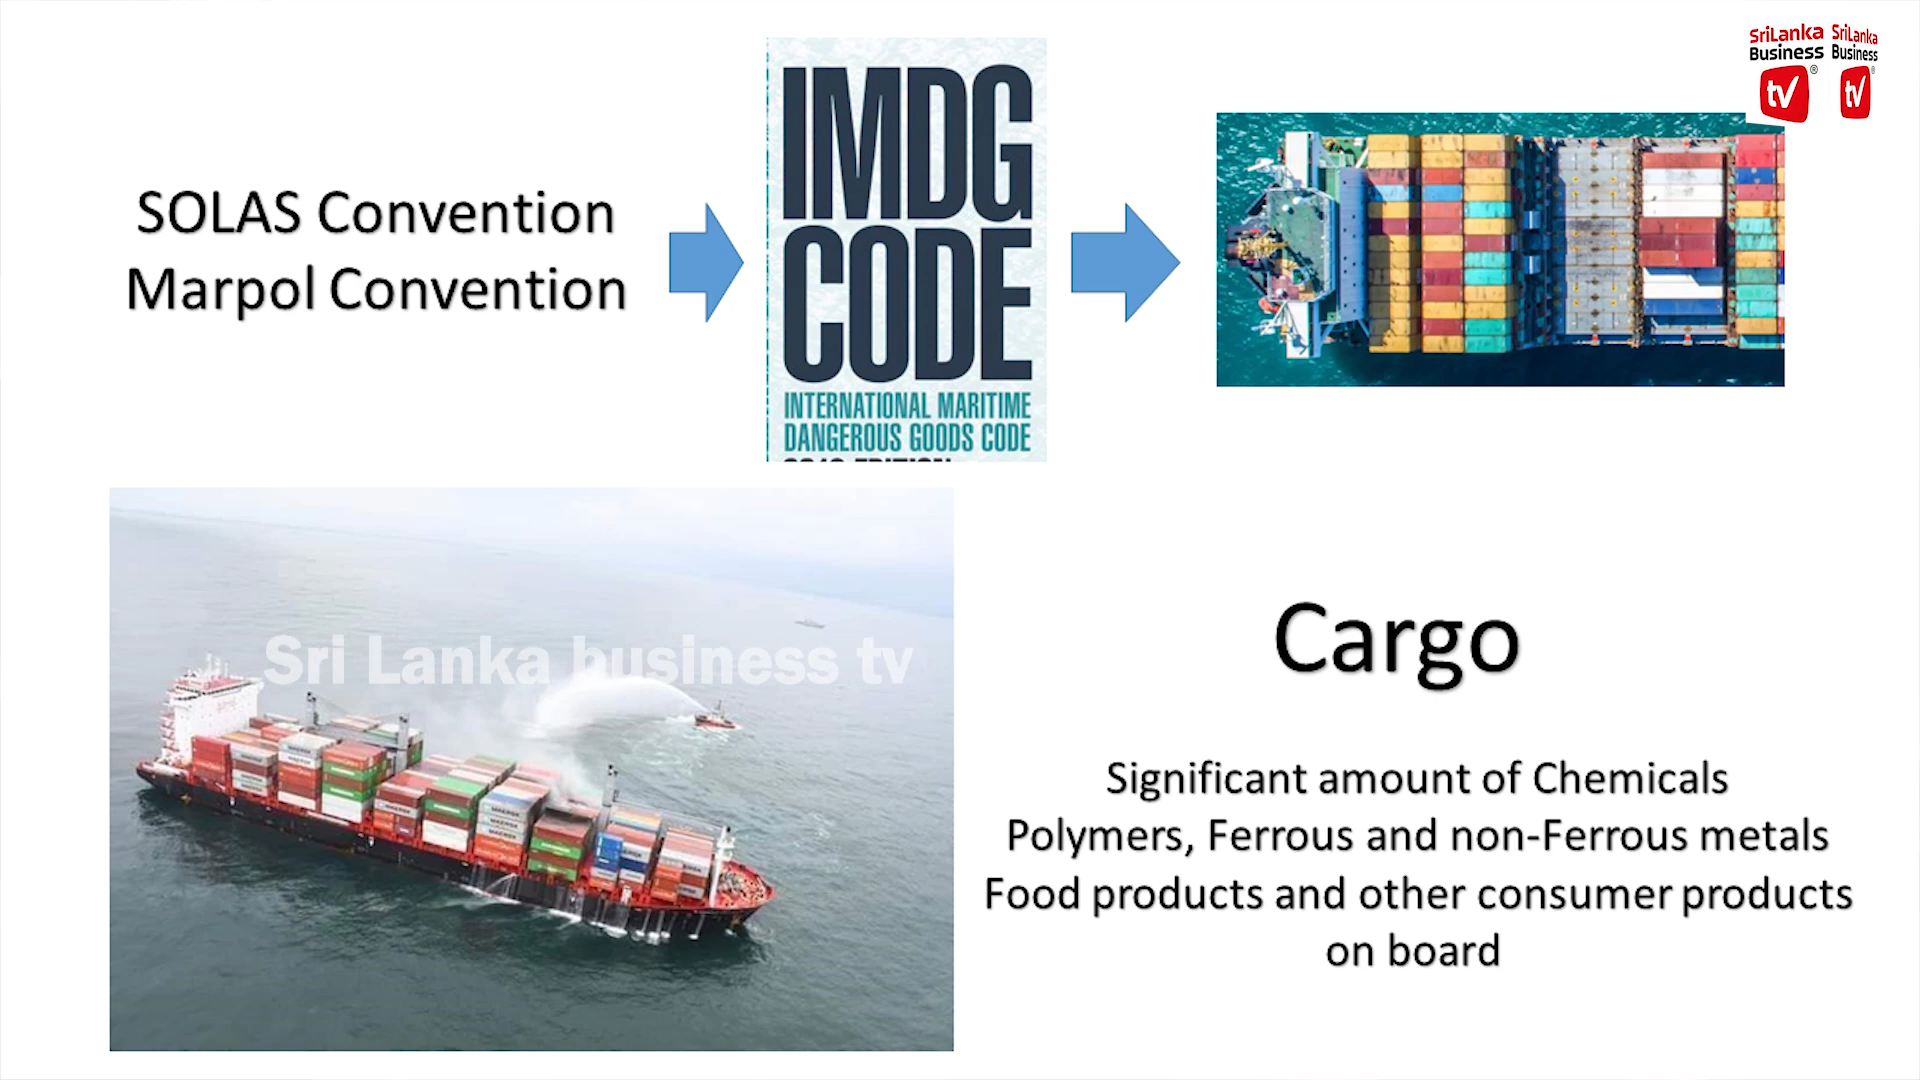 SriLanka SriLanka
Business Business
tv tv
IMDG
CODE
INTERNATIONAL MARITIME
DANGEROUS GOODS CODE
SOLAS Convention
Marpol Convention
Sri Lanka business tv
Cargo
Significant amount of Chemicals
Polymers, Ferrous and non-Ferrous metals
Food products and other consumer products
on board